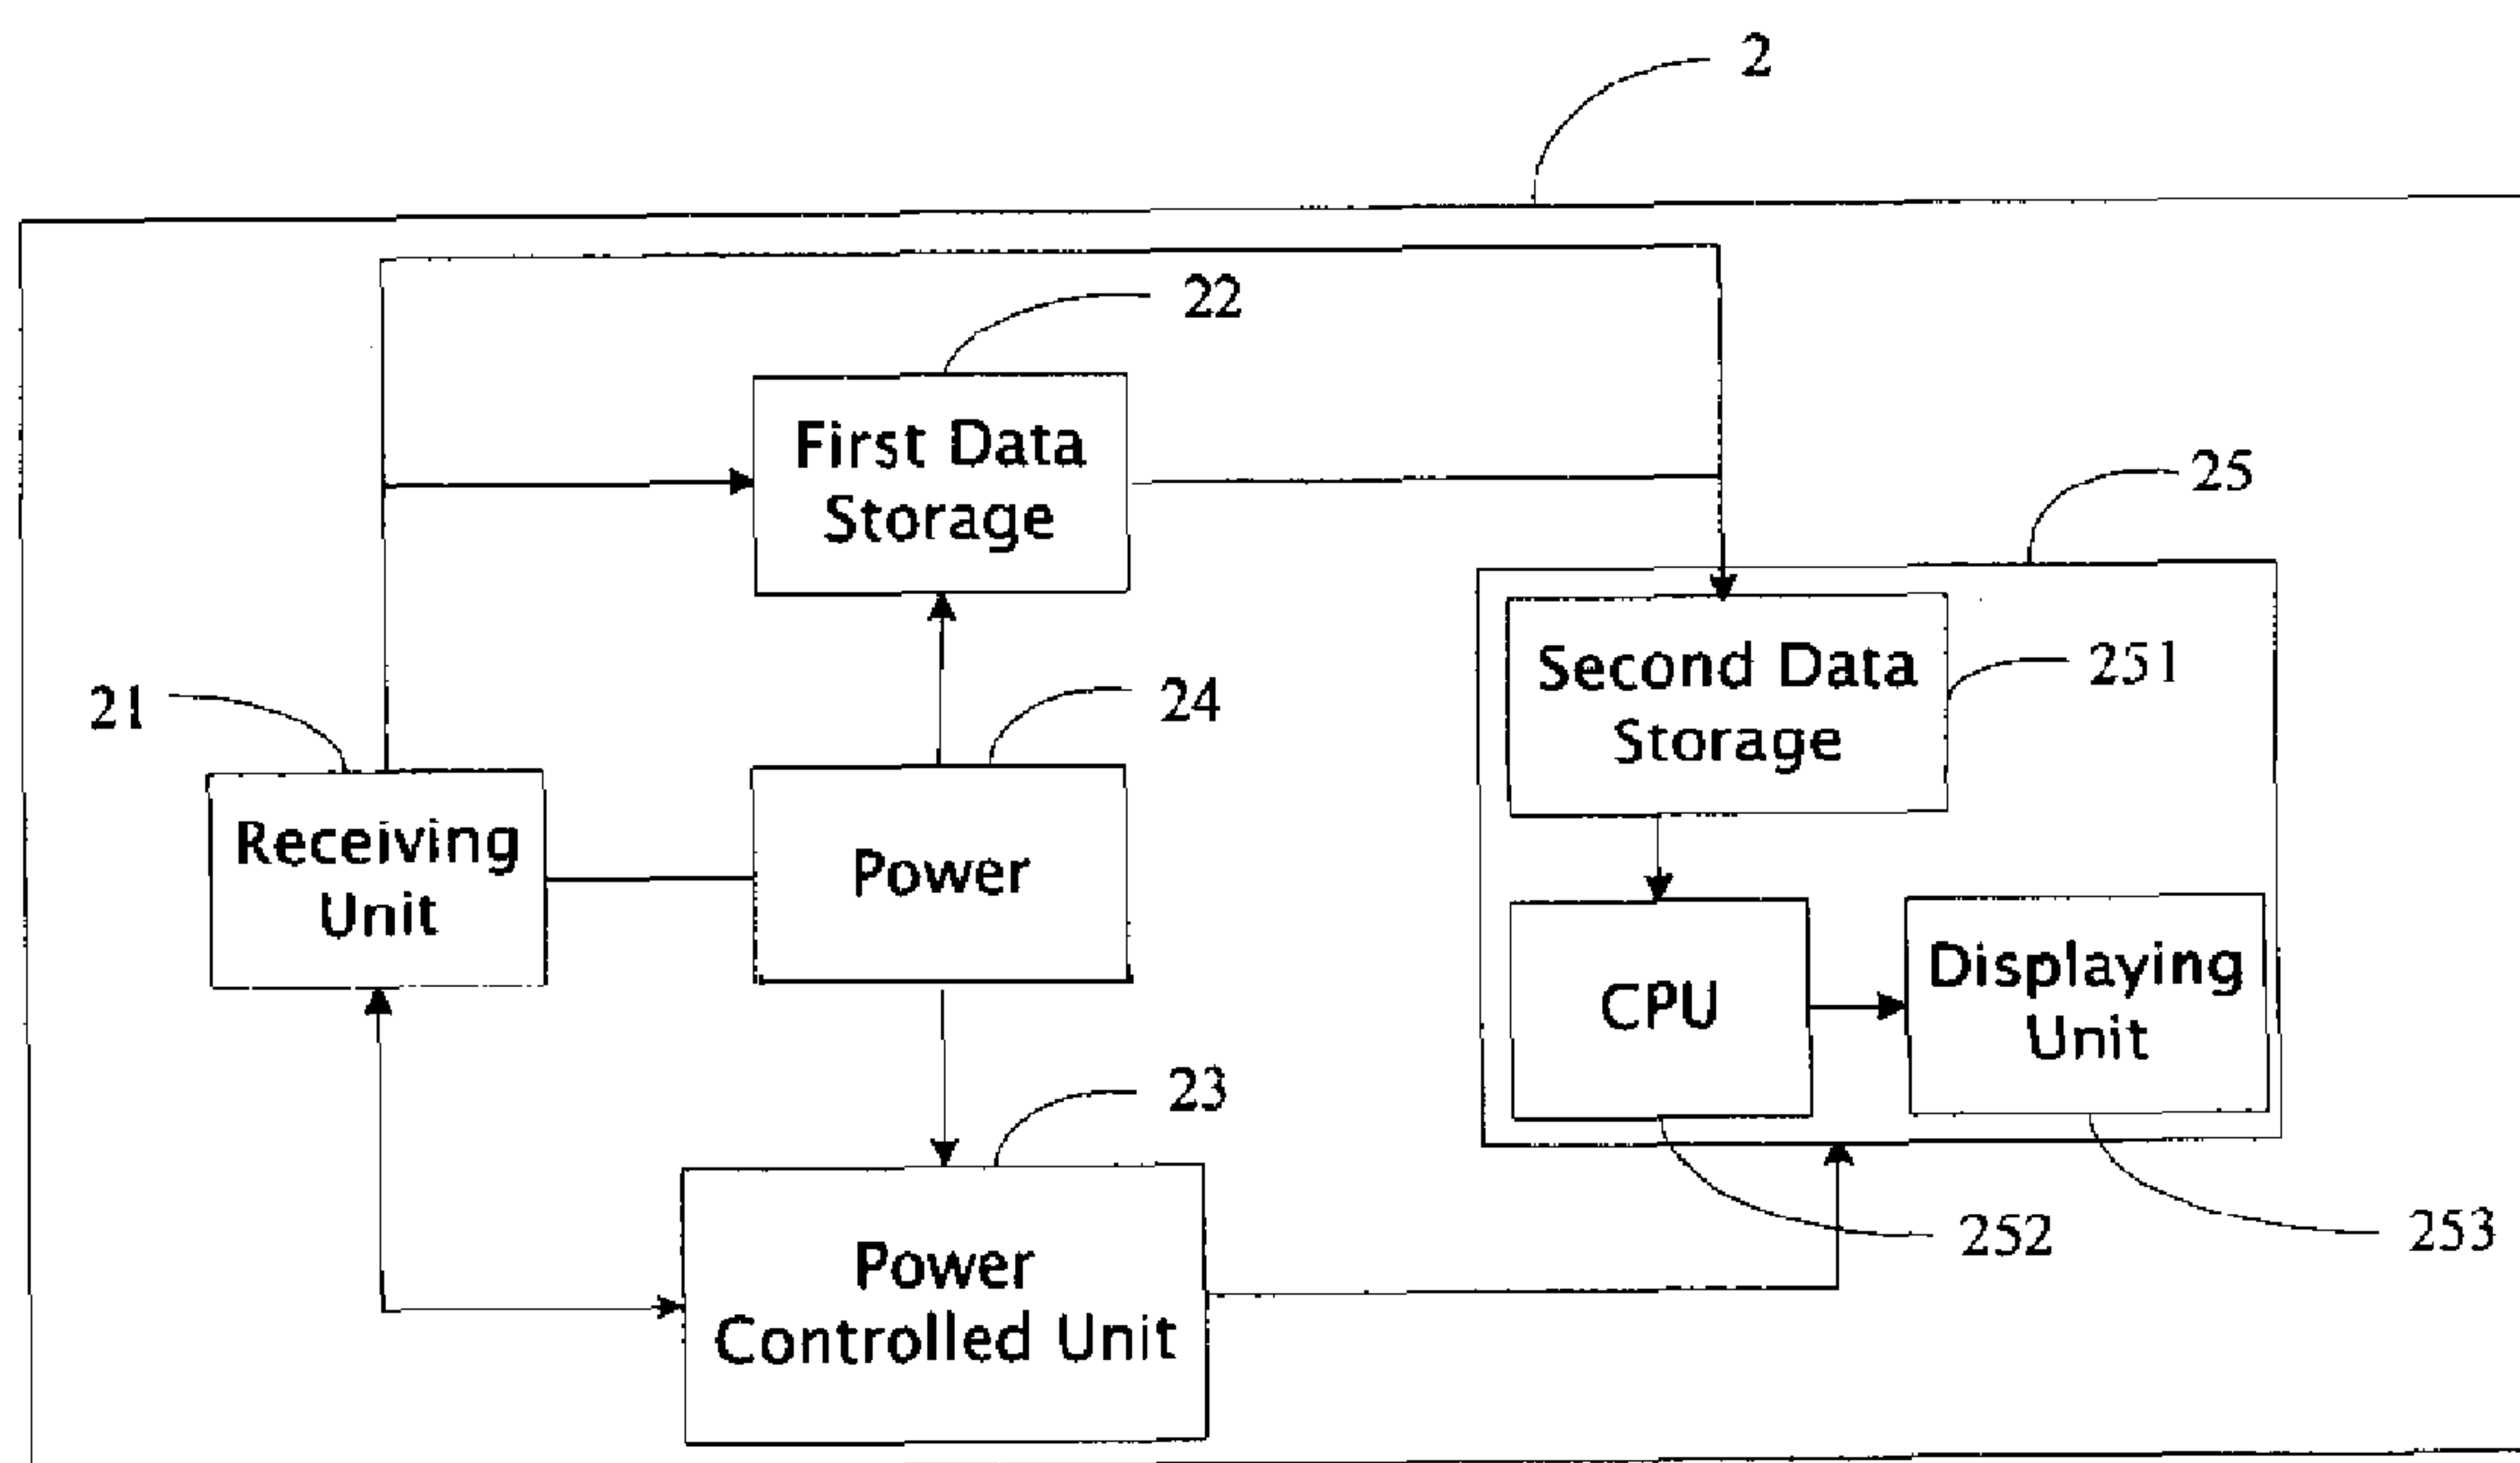 2
22
First Data
Storage
25
Second Data
Storage
251
21
24
Receiving
Unit
Power
CPU
Displaying
Unit
23
252
253
Power
Controlled Unit